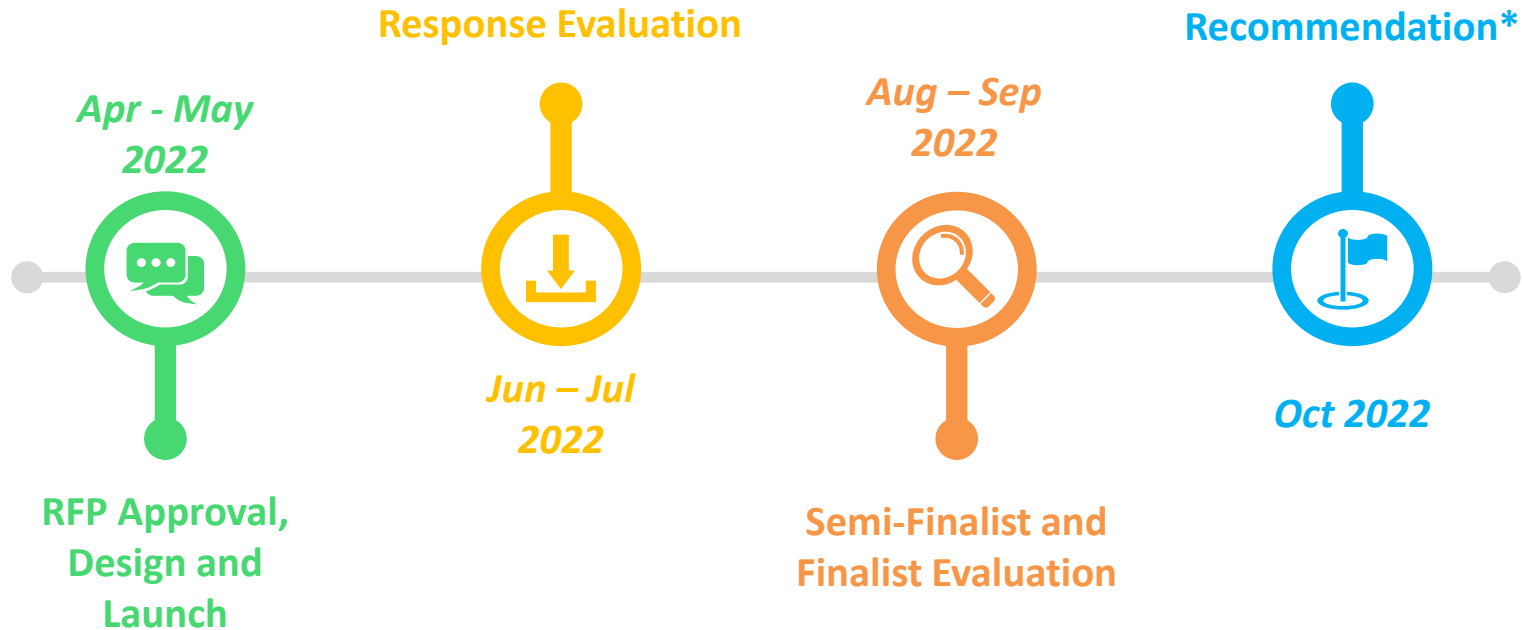 Apr - May
2022
RFP Approval,
Design and
Launch
Response Evaluation
Jun – Jul
2022
Aug – Sep
2022
Semi-Finalist and
Finalist Evaluation
Recommendation*
Oct 2022